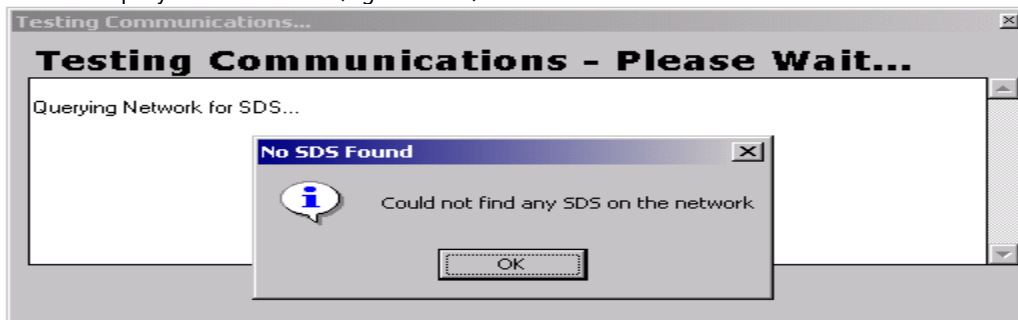 Testing Communications...
Testing Communications - Please Wait...
Querying Network for SDS...
No SDS Found
Could not find any SDS on the network
OK